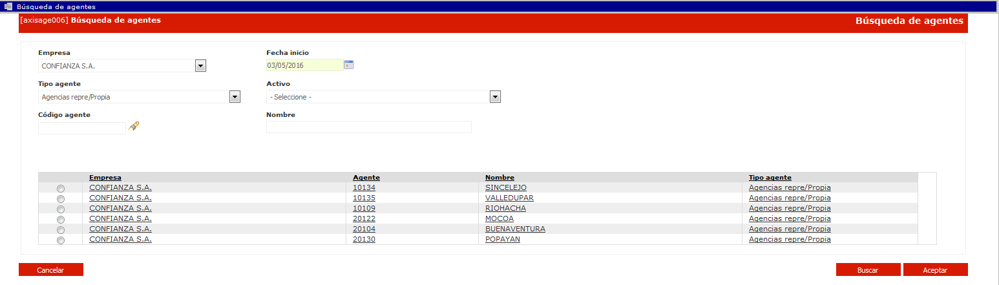 Búsqueda de agentes
[axisage006] Búsqueda de agentes Búsqueda de agentes
Empresa Fecha inicio
CONFIANZA S.A. 03/05/2016
Tipo agente Activo
Agencias repre/Propia - Seleccione -
Código agente Nombre
Empresa Agente Nombre Tipo agente
CONFIANZA S.A. 10134 SINCELEJO Agencias repre/Propia
CONFIANZA S.A. 10135 VALLEDUPAR Agencias repre/Propia
CONFIANZA S.A. 10109 RIOHACHA Agencias repre/Propia
CONFIANZA S.A. 20122 MOCOA Agencias repre/Propia
CONFIANZA S.A. 20104 BUENAVENTURA Agencias repre/Propia
CONFIANZA S.A. 20130 POPAYAN Agencias repre/Propia
Cancelar Buscar Aceptar